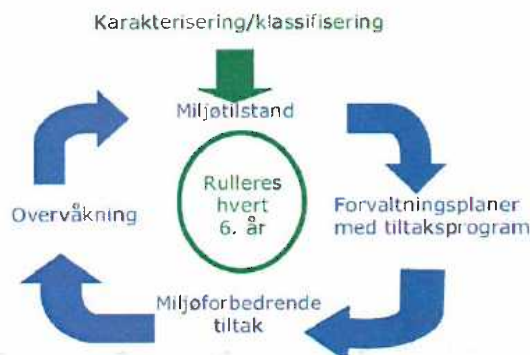 Karakterisering/klassifisering
Miljøtilstand
Rulleres
hvert
6. år
Overvåkning
Forvaltningsplaner
med tiltaksprogram
Miljøforbedrende
tiltak